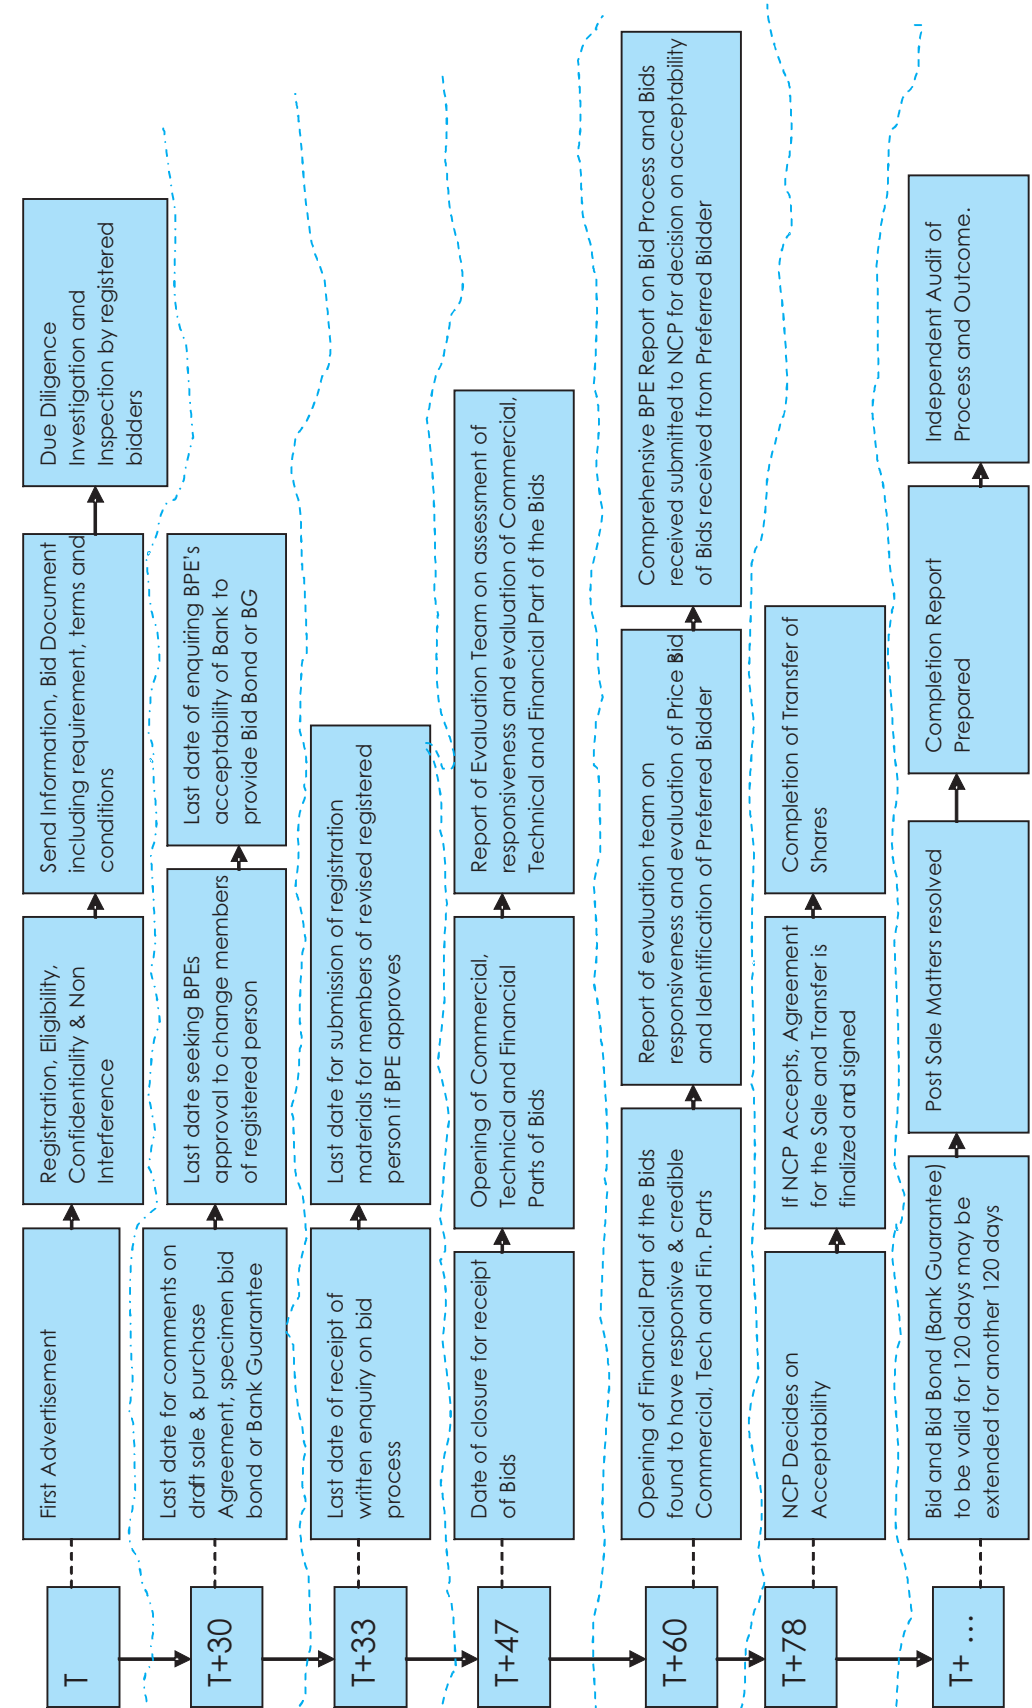 T
First Advertisement
Registration, Eligibility,
Confidentiality & Non
Interference
Send Information, Bid Document
including requirement, terms and
conditions
Due Diligence
Investigation and
Inspection by registered
bidders
T+30
Last date for comments on
draft sale & purchase
Agreement, specimen bid
bond or Bank Guarantee
Last date seeking BPEs
approval to change members
of registered person
Last date of enquiring BPE's
acceptability of Bank to
provide Bid Bond or BG
T+33
Last date of receipt of
written enquiry on bid
process
Last date for submission of registration
materials for members of revised registered
person if BPE approves
T+47
Date of closure for receipt
of Bids
Opening of Commercial,
Technical and Financial
Parts of Bids
Report of Evaluation Team on assessment of
responsiveness and evaluation of Commercial,
Technical and Financial Part of the Bids
T+60
Opening of Financial Part of the Bids
found to have responsive & credible
Commercial, Tech and Fin. Parts
Report of evaluation team on
responsiveness and evaluation of Price Bid
and Identification of Preferred Bidder
Comprehensive BPE Report on Bid Process and Bids
received submitted to NCP for decision on acceptability
of Bids received from Preferred Bidder
T+78
NCP Decides on
Acceptability
If NCP Accepts, Agreement
for the Sale and Transfer is
finalized and signed
Completion of Transfer of
Shares
T+ ...
Bid and Bid Bond (Bank Guarantee)
to be valid for 120 days may be
extended for another 120 days
Post Sale Matters resolved
Completion Report
Prepared
Independent Audit of
Process and Outcome.